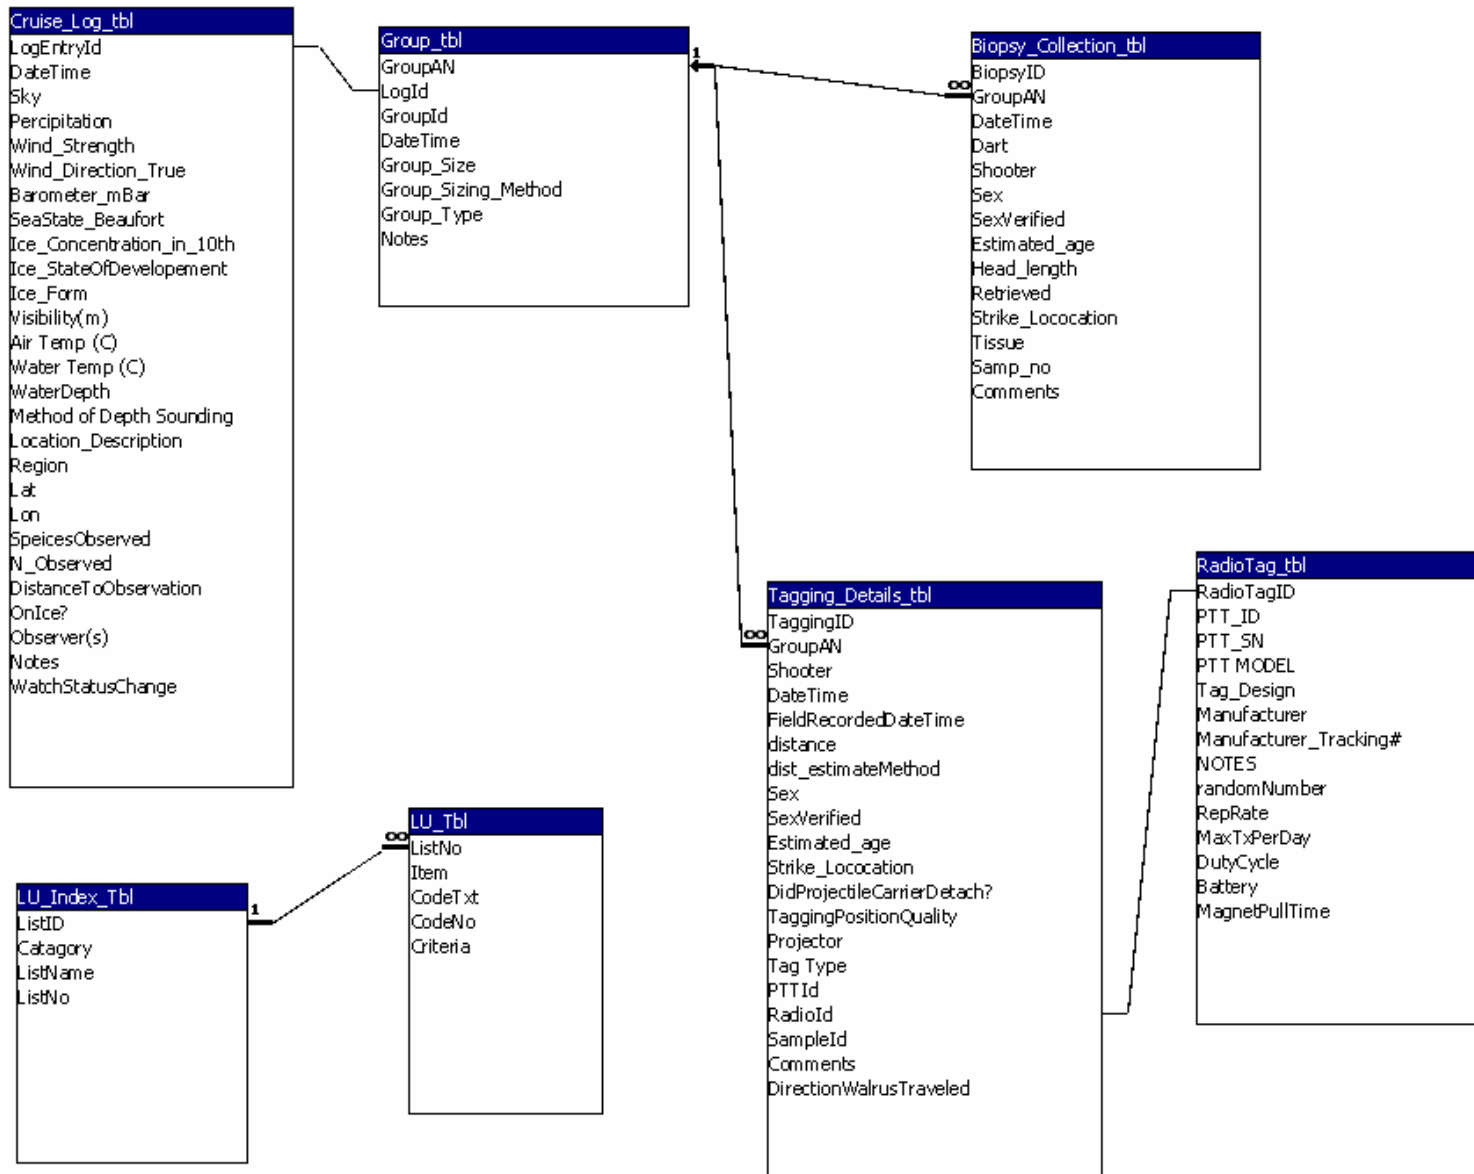 Cruise_Log_tbl
LogEntryId
DateTime
Sky
Percipitation
Wind_Strength
Wind_Direction_True
Barometer_mBar
SeaState_Beaufort
Ice_Concentration_in_10th
Ice_StateOfDevelopement
Ice_Form
Visibility(m)
Air Temp (C)
Water Temp (C)
WaterDepth
Method of Depth Sounding
Location_Description
Region
Lat
Lon
SpeicesObserved
N_Observed
DistanceToObservation
OnIce?
Observer(s)
Notes
WatchStatusChange
Group_tbl
GroupAN
LogId
GroupId
DateTime
Group_Size
Group_Sizing_Method
Group_Type
Notes
1
∞
Biopsy_Collection_tbl
BiopsyID
GroupAN
DateTime
Dart
Shooter
Sex
SexVerified
Estimated_age
Head_length
Retrieved
Strike_Lococation
Tissue
Samp_no
Comments
∞
Tagging_Details_tbl
TaggingID
GroupAN
Shooter
DateTime
FieldRecordedDateTime
distance
dist_estimateMethod
Sex
SexVerified
Estimated_age
Strike_Lococation
DidProjectileCarrierDetach?
TaggingPositionQuality
Projector
Tag Type
PTTId
RadioId
SampleId
Comments
DirectionWalrusTraveled
RadioTag_tbl
RadioTagID
PTT_ID
PTT_SN
PTT MODEL
Tag_Design
Manufacturer
Manufacturer_Tracking#
NOTES
randomNumber
RepRate
MaxTxPerDay
DutyCycle
Battery
MagnetPullTime
LU_Index_Tbl
ListID
Catagory
ListName
ListNo
1
∞
LU_Tbl
ListNo
Item
CodeTxt
CodeNo
Criteria